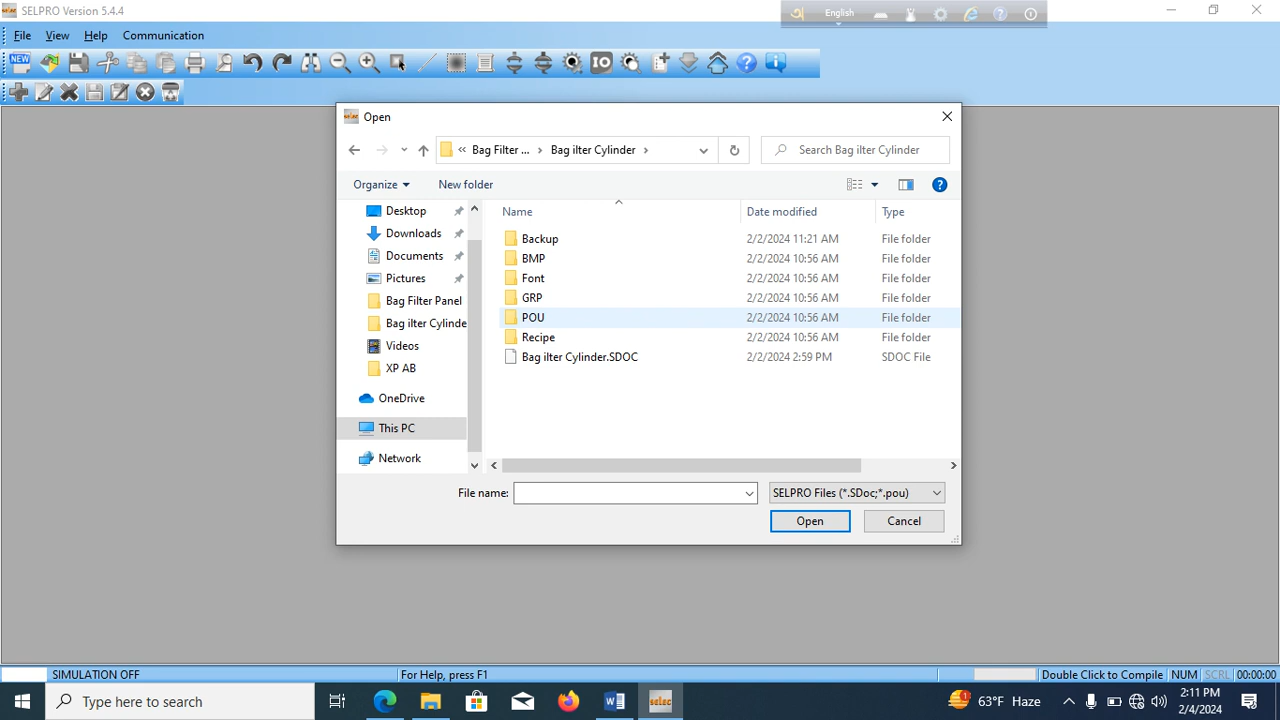 SELPRO Version 5.4.4
English
File View Help Communication
NEW
IO
Open
« Bag Filter ... › Bag ilter Cylinder ›
Search Bag ilter Cylinder
Organize New folder
Desktop
Downloads
Documents
Pictures
Bag Filter Panel
Bag ilter Cylinde
Videos
XP AB
OneDrive
This PC
Network
Name Date modified Type
Backup 2/2/2024 11:21 AM File folder
BMP 2/2/2024 10:56 AM File folder
Font 2/2/2024 10:56 AM File folder
GRP 2/2/2024 10:56 AM File folder
POU 2/2/2024 10:56 AM File folder
Recipe 2/2/2024 10:56 AM File folder
Bag ilter Cylinder.SDOC 2/2/2024 2:59 PM SDOC File
File name:
SELPRO Files (*.SDoc;*.pou)
Open Cancel
SIMULATION OFF For Help, press F1 Double Click to Compile NUM SCRL 00:00:00
Type here to search
selec
63°F Haze
2:11 PM
2/4/2024